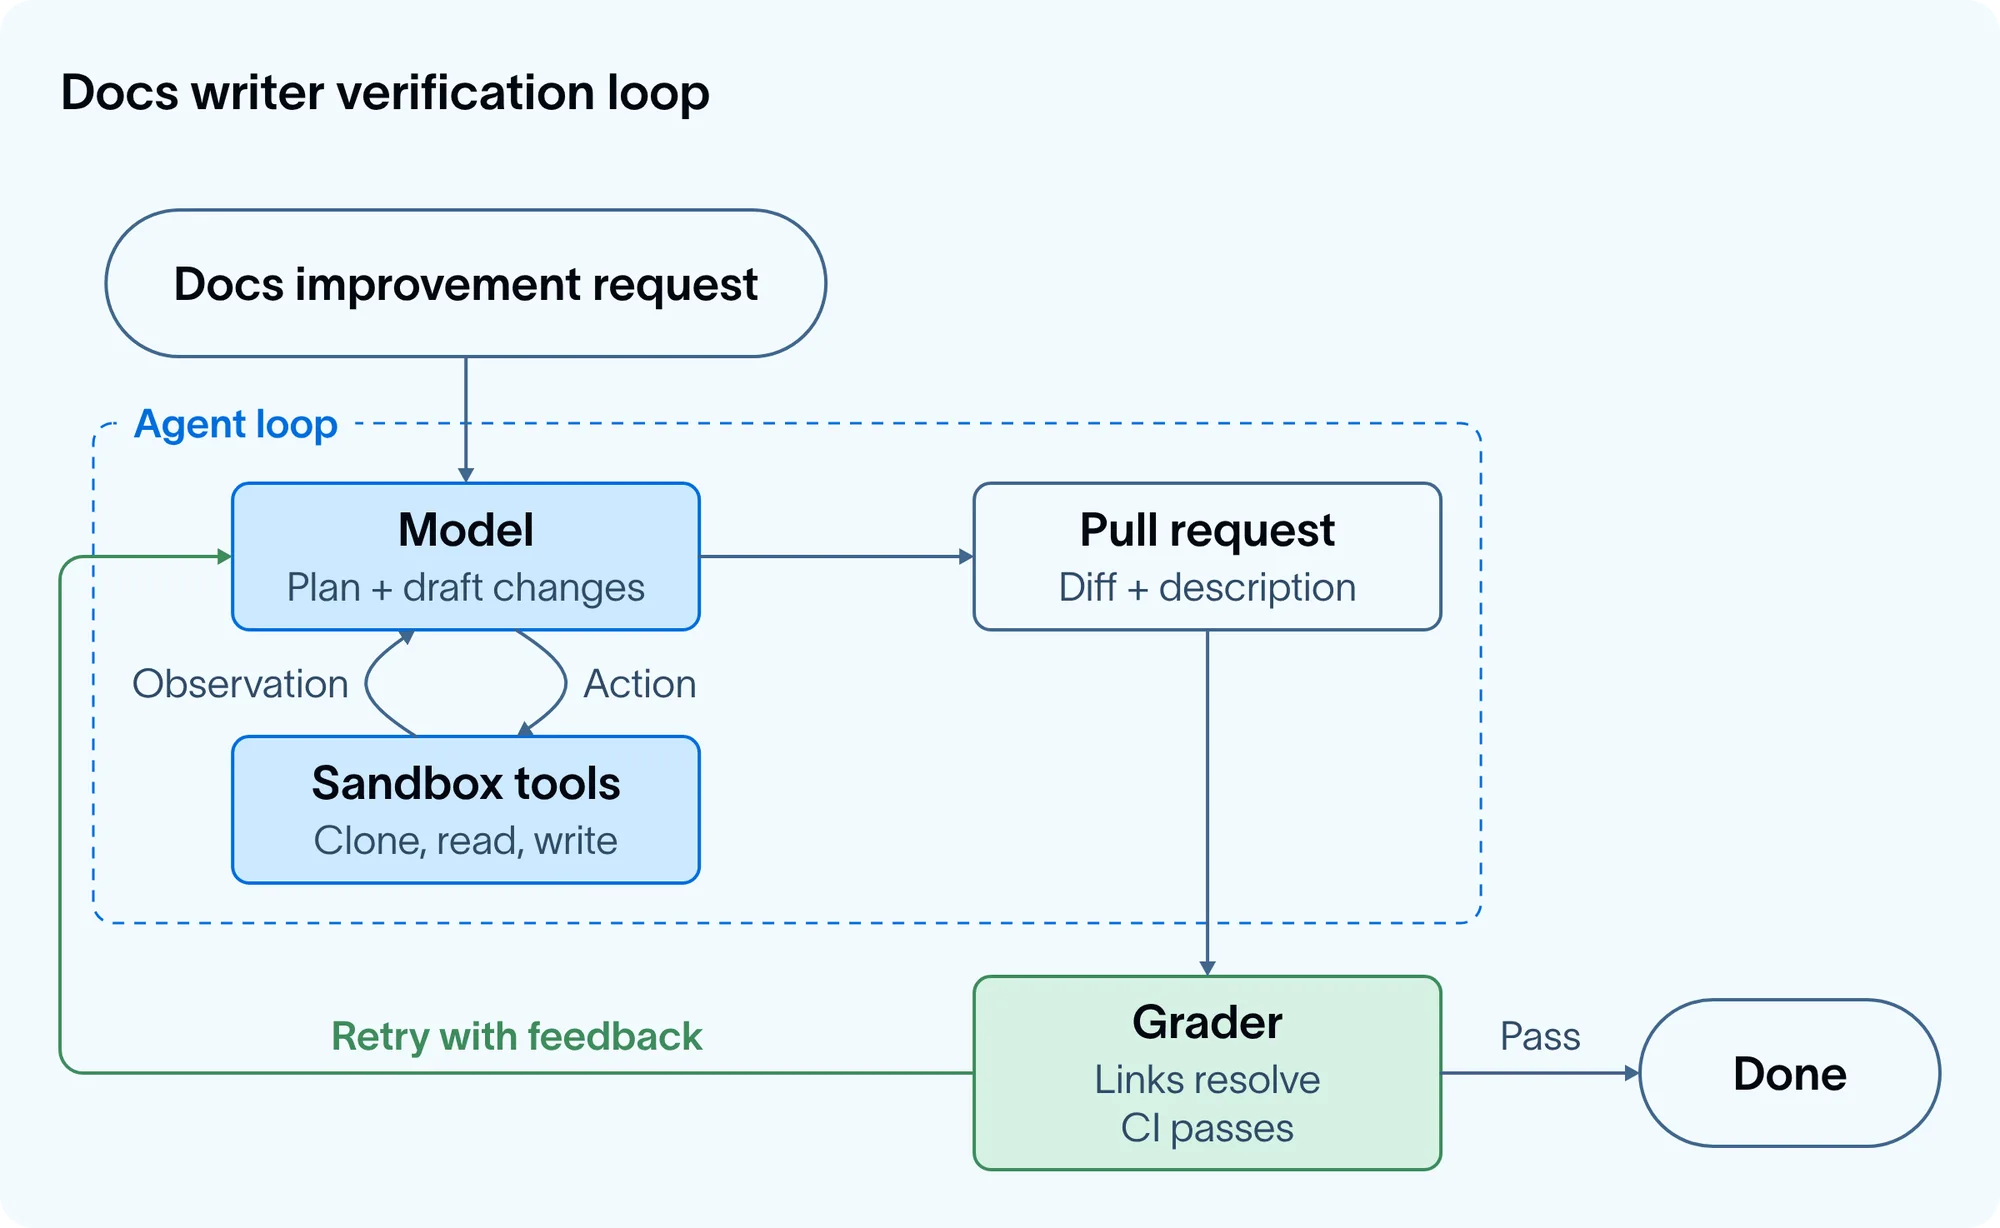 Docs writer verification loop
Docs improvement request
Agent loop
Model
Plan + draft changes
Pull request
Diff + description
Observation
Action
Sandbox tools
Clone, read, write
Retry with feedback
Grader
Links resolve
CI passes
Pass
Done